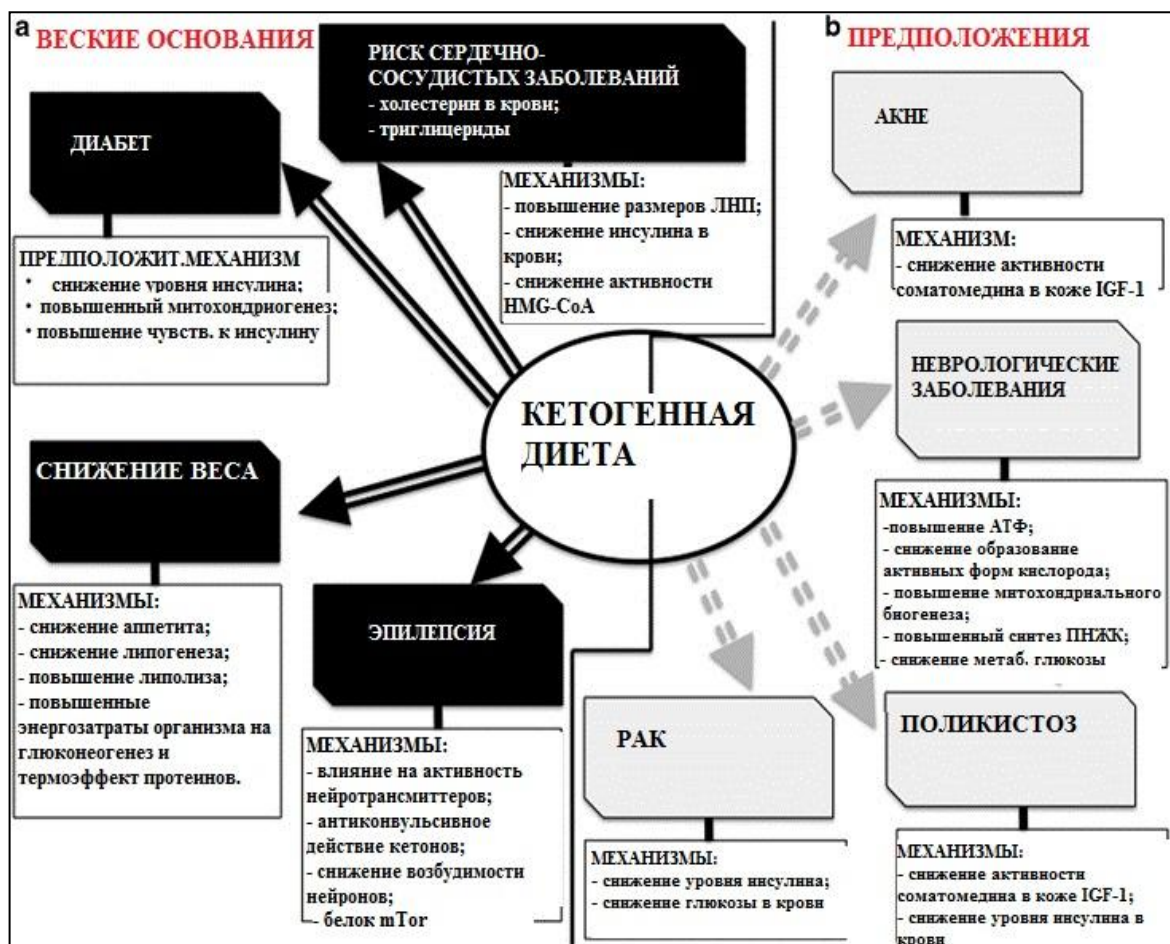 a ВЕСКИЕ ОСНОВАНИЯ
РИСК СЕРДЕЧНО-
СОСУДИСТЫХ ЗАБОЛЕВАНИЙ
- холестерин в крови;
- триглицериды
МЕХАНИЗМЫ:
- повышение размеров ЛНП;
- снижение инсулина в
крови;
- снижение активности
HMG-CoA
ДИАБЕТ
ПРЕДПОЛОЖИТ.МЕХАНИЗМ
• снижение уровня инсулина;
• повышенный митохондриогенез;
• повышение чувств. к инсулину
КЕТОГЕННАЯ
ДИЕТА
СНИЖЕНИЕ ВЕСА
МЕХАНИЗМЫ:
- снижение аппетита;
- снижение липогенеза;
- повышение липолиза;
- повышенные
энергозатраты организма на
глюконеогенез и
термоэффект протеинов.
ЭПИЛЕПСИЯ
МЕХАНИЗМЫ:
- влияние на активность
нейротрансмиттеров;
- антиконвульсивное
действие кетонов;
- снижение возбудимости
нейронов;
- белок mTor
b ПРЕДПОЛОЖЕНИЯ
АКНЕ
МЕХАНИЗМ:
- снижение активности
соматомедина в коже IGF-1
НЕВРОЛОГИЧЕСКИЕ
ЗАБОЛЕВАНИЯ
МЕХАНИЗМЫ:
-повышение АТФ;
- снижение образование
активных форм кислорода;
- повышение митохондриального
биогенеза;
- повышенный синтез ПНЖК;
- снижение метаб. глюкозы
РАК
МЕХАНИЗМЫ:
- снижение уровня инсулина;
- снижение глюкозы в крови
ПОЛИКИСТОЗ
МЕХАНИЗМЫ:
- снижение активности
соматомедина в коже IGF-1;
- снижение уровня инсулина в
крови